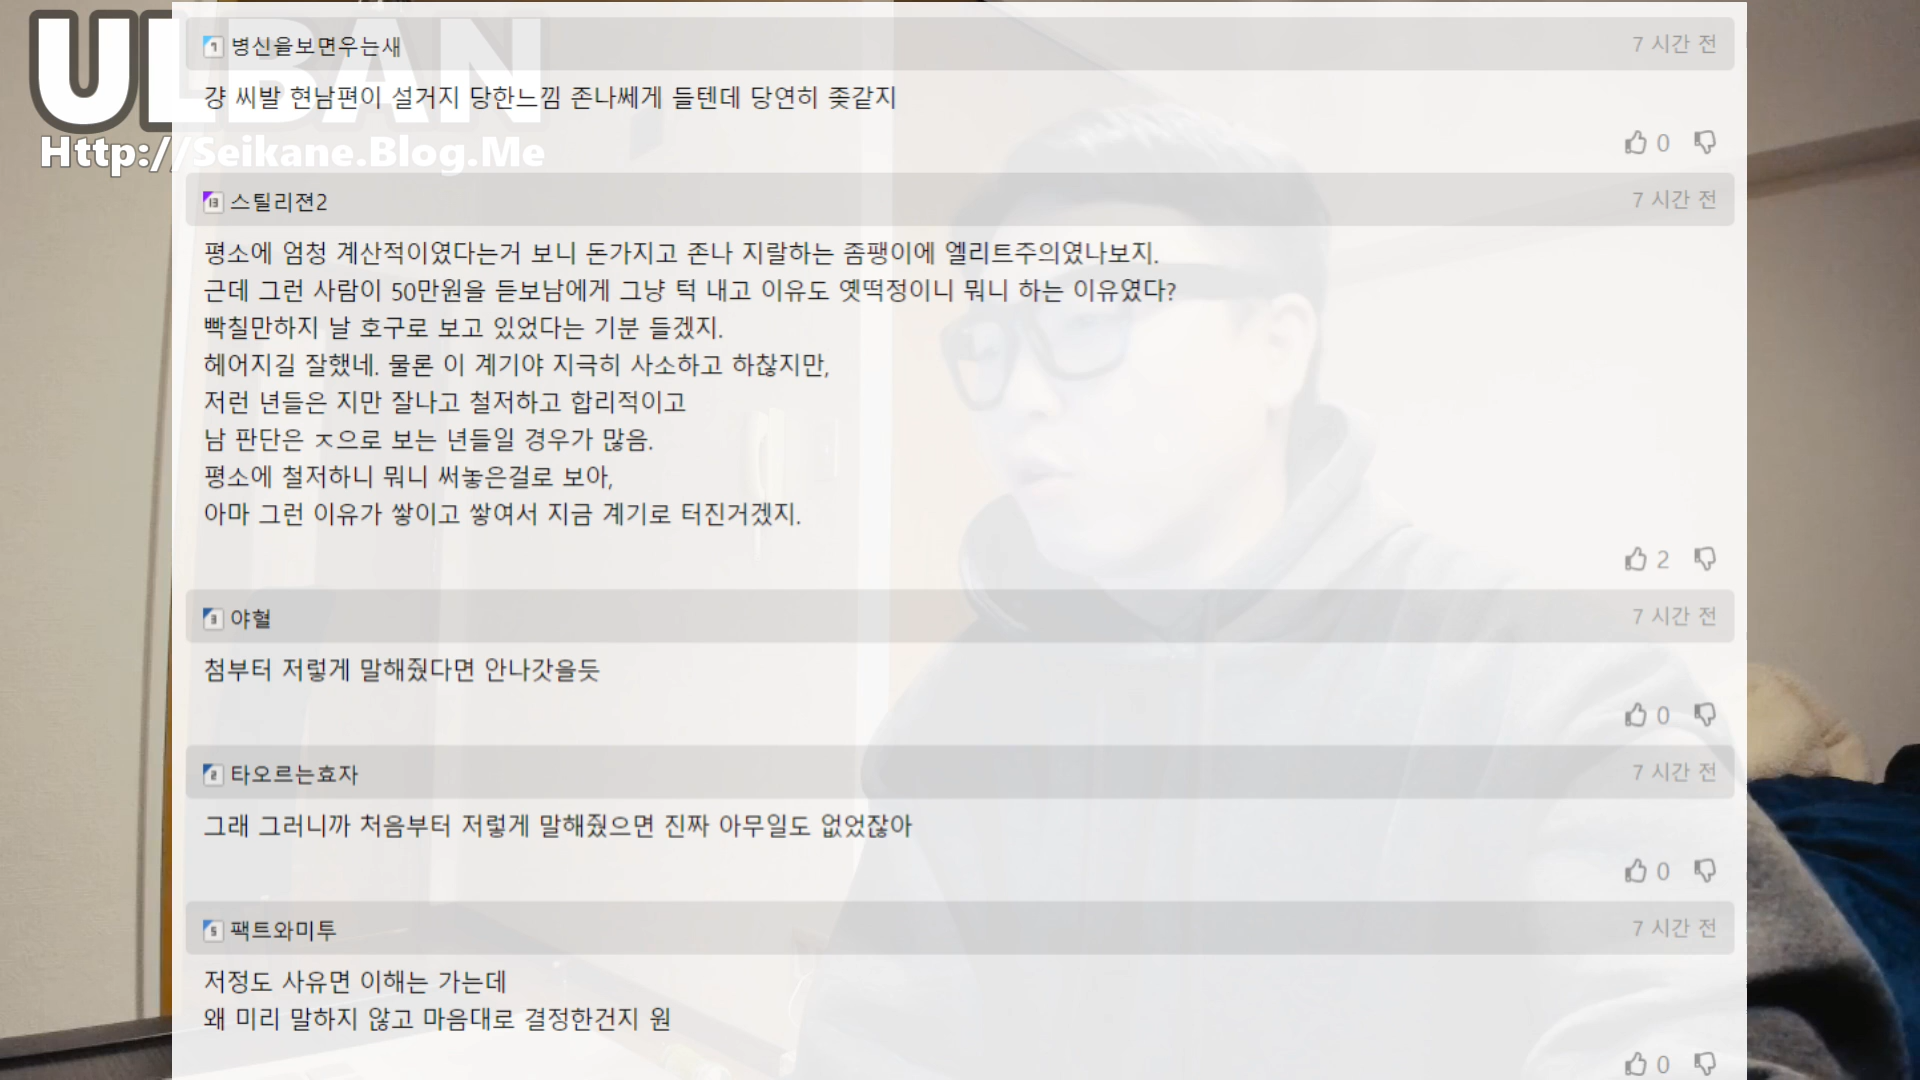 ULBAN
Http://Seikane.Blog.Me
7 병신을보면우는새 7 시간 전
걍 씨발 현남편이 설거지 당한느낌 존나쎄게 들텐데 당연히 좆같지
0
13 스틸리젼2 7 시간 전
평소에 엄청 계산적이였다는거 보니 돈가지고 존나 지랄하는 좀팽이에 엘리트주의였나보지.
근데 그런 사람이 50만원을 듣보남에게 그냥 턱 내고 이유도 옛떡정이니 뭐니 하는 이유였다?
빡칠만하지 날 호구로 보고 있었다는 기분 들겠지.
헤어지길 잘했네. 물론 이 계기야 지극히 사소하고 하찮지만,
저런 년들은 지만 잘나고 철저하고 합리적이고
남 판단은 ㅈ으로 보는 년들일 경우가 많음.
평소에 철저하니 뭐니 써놓은걸로 보아,
아마 그런 이유가 쌓이고 쌓여서 지금 계기로 터진거겠지.
2
3 야혈 7 시간 전
첨부터 저렇게 말해줬다면 안나갓을듯
0
2 타오르는효자 7 시간 전
그래 그러니까 처음부터 저렇게 말해줬으면 진짜 아무일도 없었잖아
0
5 팩트와미투 7 시간 전
저정도 사유면 이해는 가는데
왜 미리 말하지 않고 마음대로 결정한건지 원
0